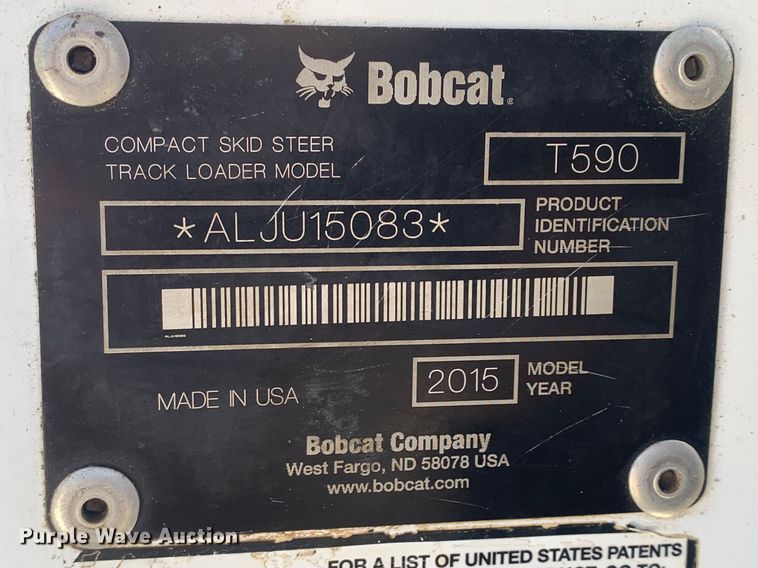 Bobcat®
COMPACT SKID STEER
TRACK LOADER MODEL
T590
*ALJU15083*
PRODUCT
IDENTIFICATION
NUMBER
ALJU15083
MADE IN USA
2015
MODEL
YEAR
Bobcat Company
West Fargo, ND 58078 USA
www.bobcat.com
FOR A LIST OF UNITED STATES PATENTS
Purple Wave Auction